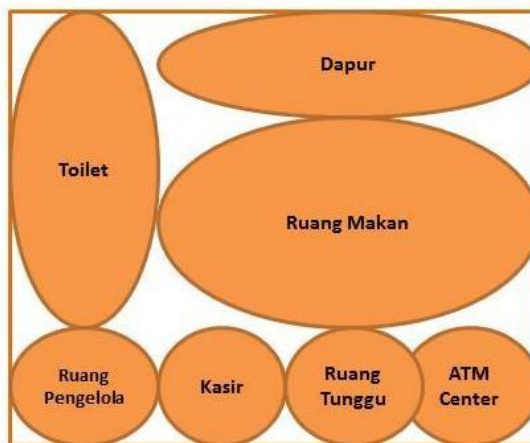 Dapur
Toilet
Ruang Makan
Ruang
Pengelola
Kasir
Ruang
Tunggu
ATM
Center